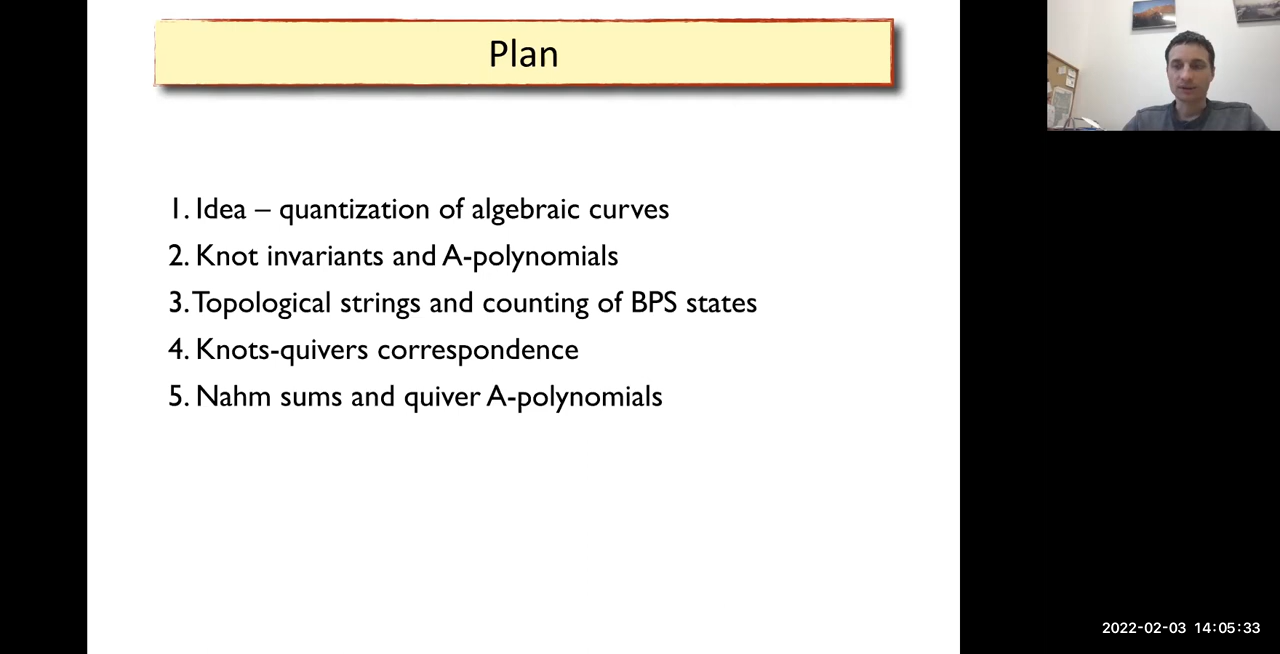 Plan
1. Idea – quantization of algebraic curves
2. Knot invariants and A-polynomials
3. Topological strings and counting of BPS states
4. Knots-quivers correspondence
5. Nahm sums and quiver A-polynomials
2022-02-03 14:05:33